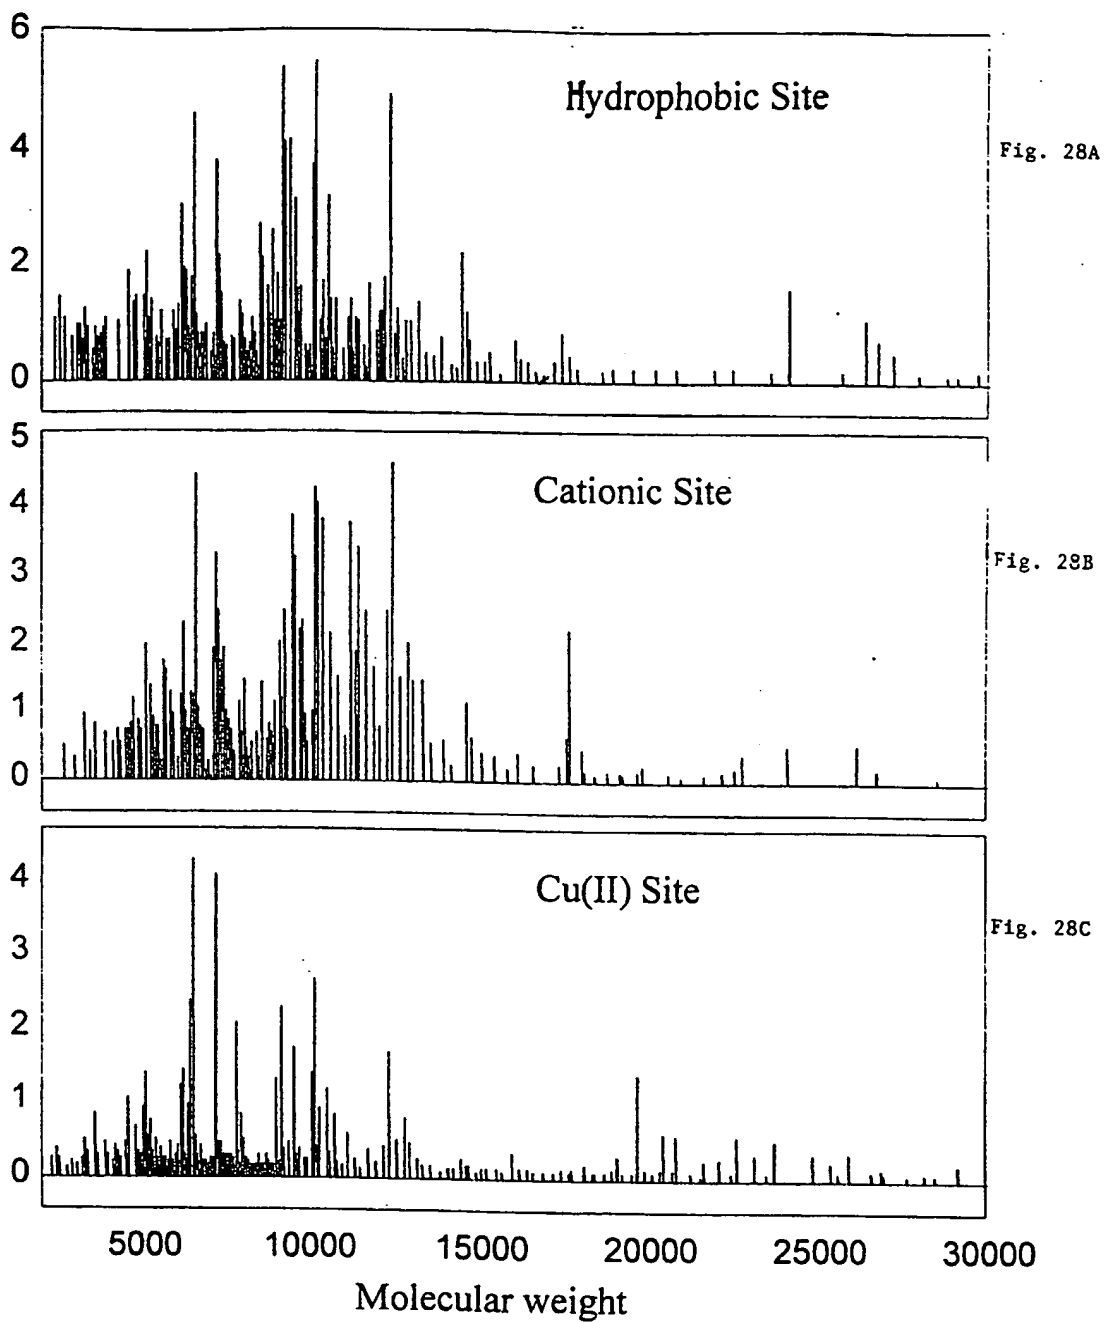 6
4
2
0
Hydrophobic Site
Fig. 28A
5
4
3
2
1
0
Cationic Site
Fig. 28B
4
3
2
1
0
Cu(II) Site
Fig. 28C
5000 10000 15000 20000 25000 30000
Molecular weight